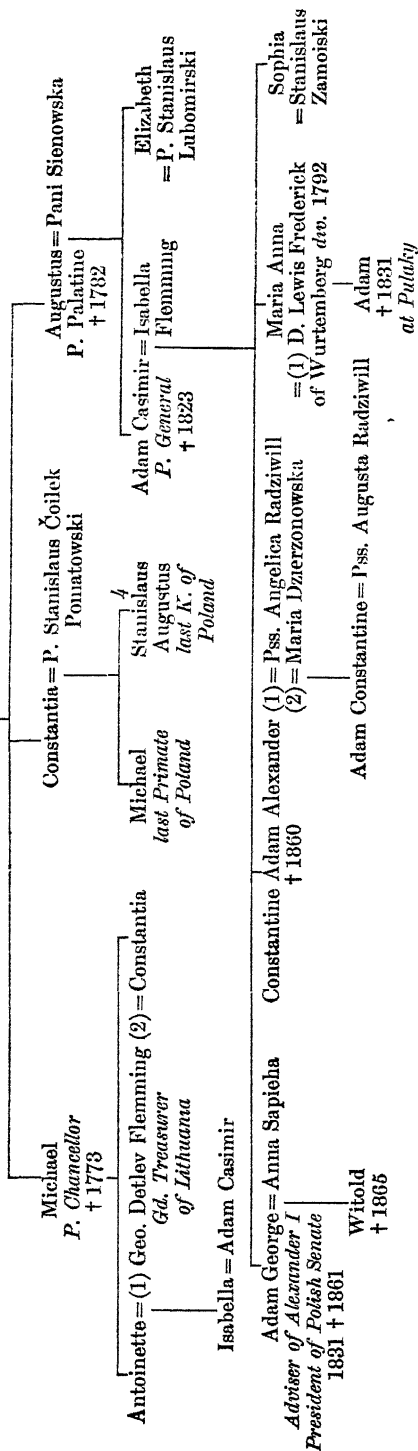 Michael
P. Chancellor
† 1773
Constantia = P. Stanislaus Čoilek
Poniatowski
Augustus = Pani Sienowska
P. Palatine
† 1782
Antoinette = (1) Geo. Detlev Flemming (2) = Constantia
Gd. Treasurer
of Lithuania
Michael
last Primate
of Poland
4
Stanislaus
Augustus
last K. of
Poland
Adam Casimir = Isabella
P. General Flemming
† 1823
Elizabeth
= P. Stanislaus
Lubomirski
Isabella = Adam Casimir
Adam George = Anna Sapieha
Adviser of Alexander I
President of Polish Senate
1831 † 1861
Constantine Adam Alexander (1) = Pss. Angelica Radziwill
† 1860 (2) = Maria Dzierzonowska
Maria Anna
= (1) D. Lewis Frederick
of Wurtemberg div. 1792
Sophia
= Stanislaus
Zamoiski
Witold
† 1865
Adam Constantine = Pss. Augusta Radziwill
Adam
† 1831
at Pulaky